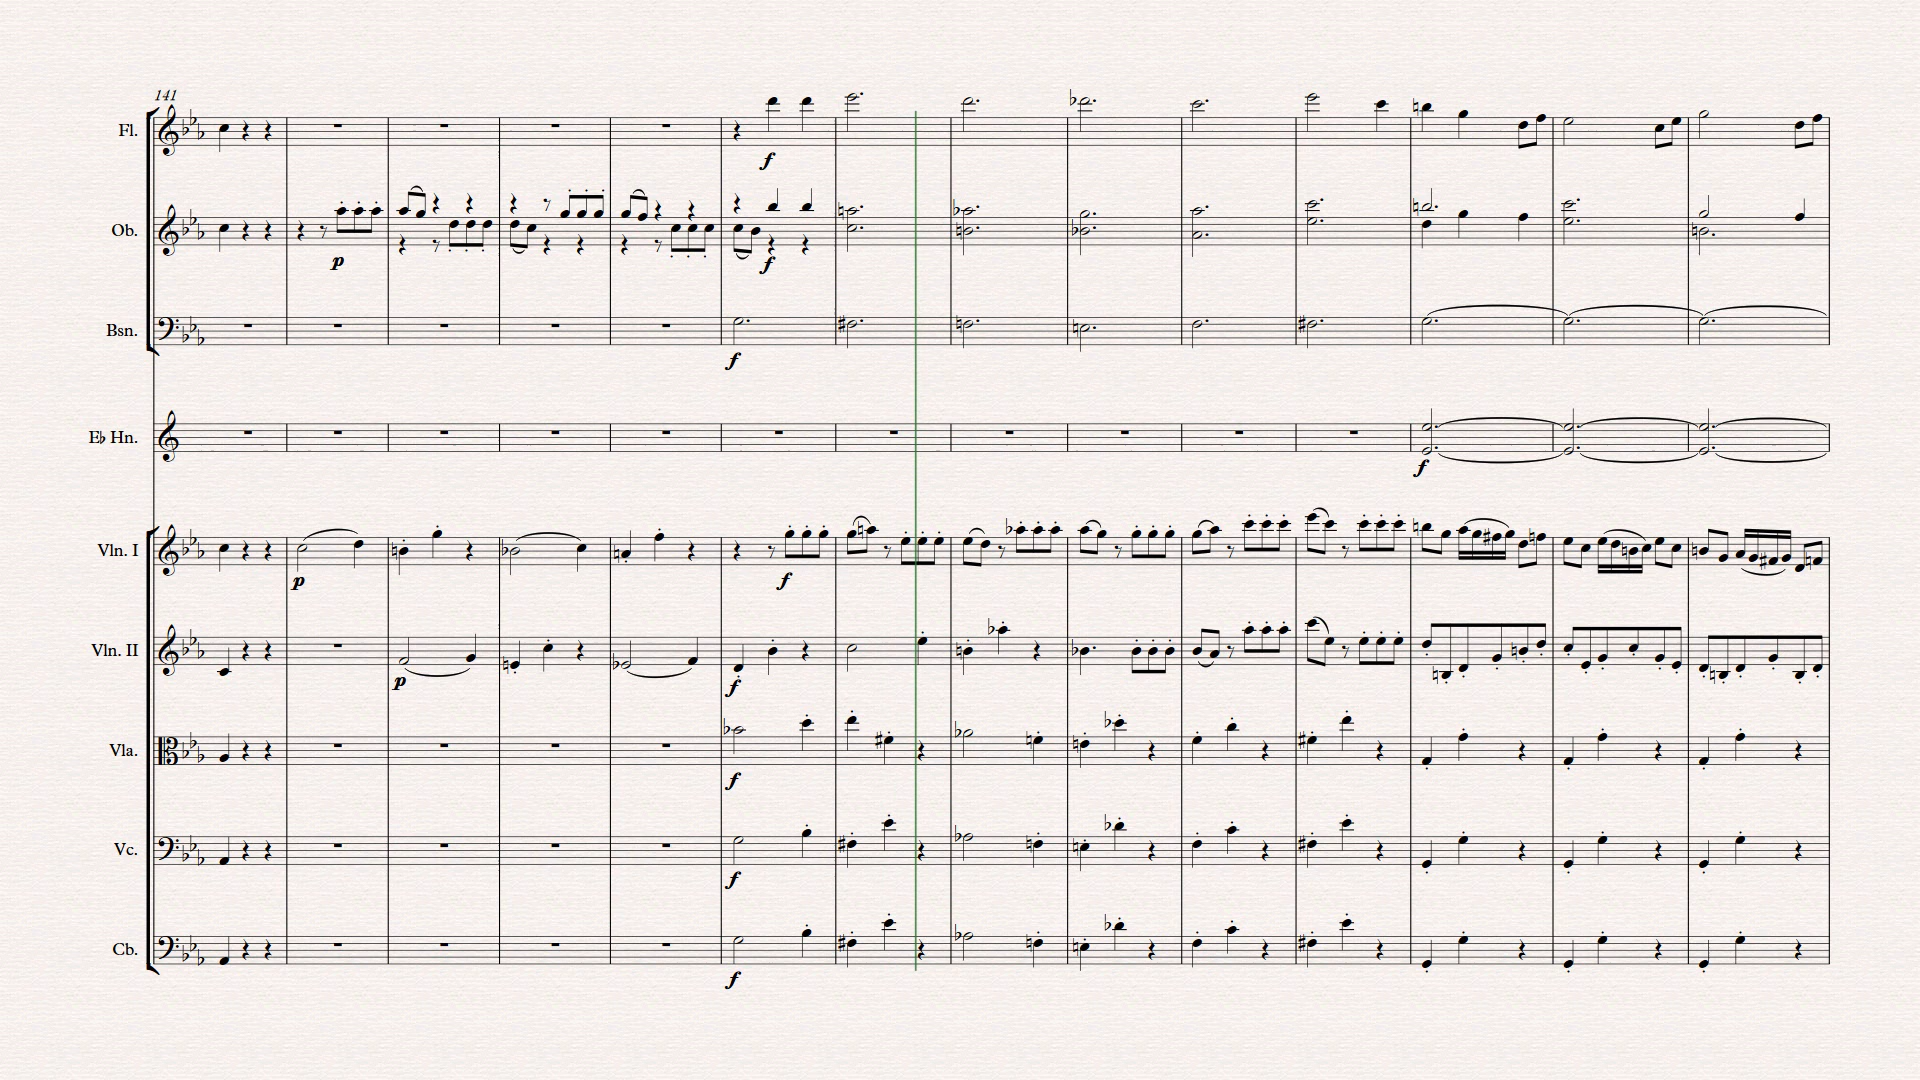 141
Fl.
f
Ob.
p
f
Bsn.
f
E♭ Hn.
f
Vln. I
p
f
Vln. II
p
f
Vla.
f
Vc.
f
Cb.
f